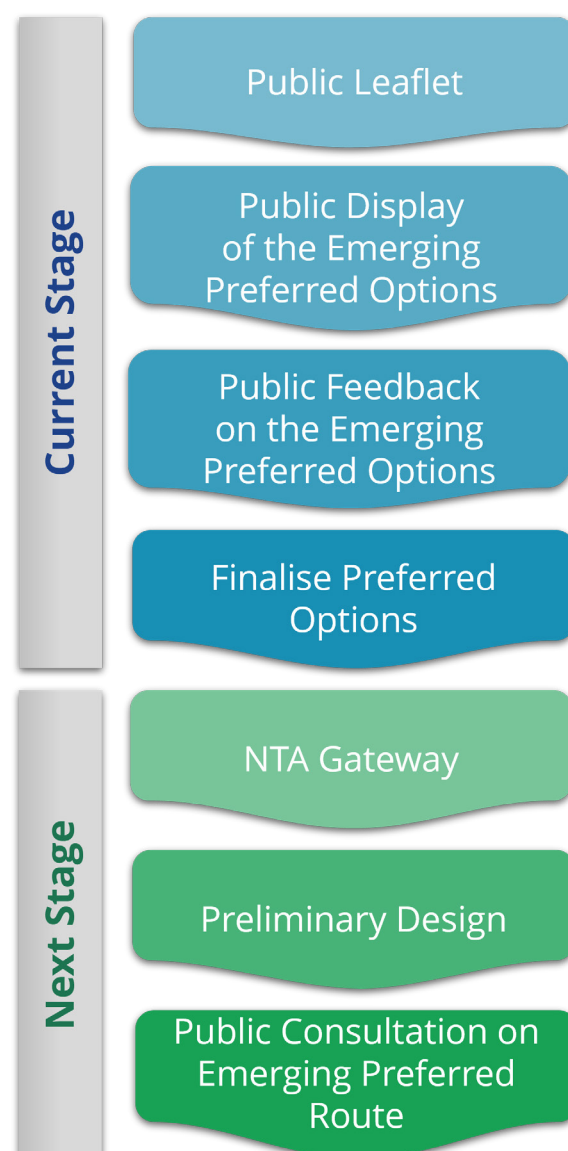 Current Stage
Public Leaflet
Public Display
of the Emerging
Preferred Options
Public Feedback
on the Emerging
Preferred Options
Finalise Preferred
Options
Next Stage
NTA Gateway
Preliminary Design
Public Consultation on
Emerging Preferred
Route